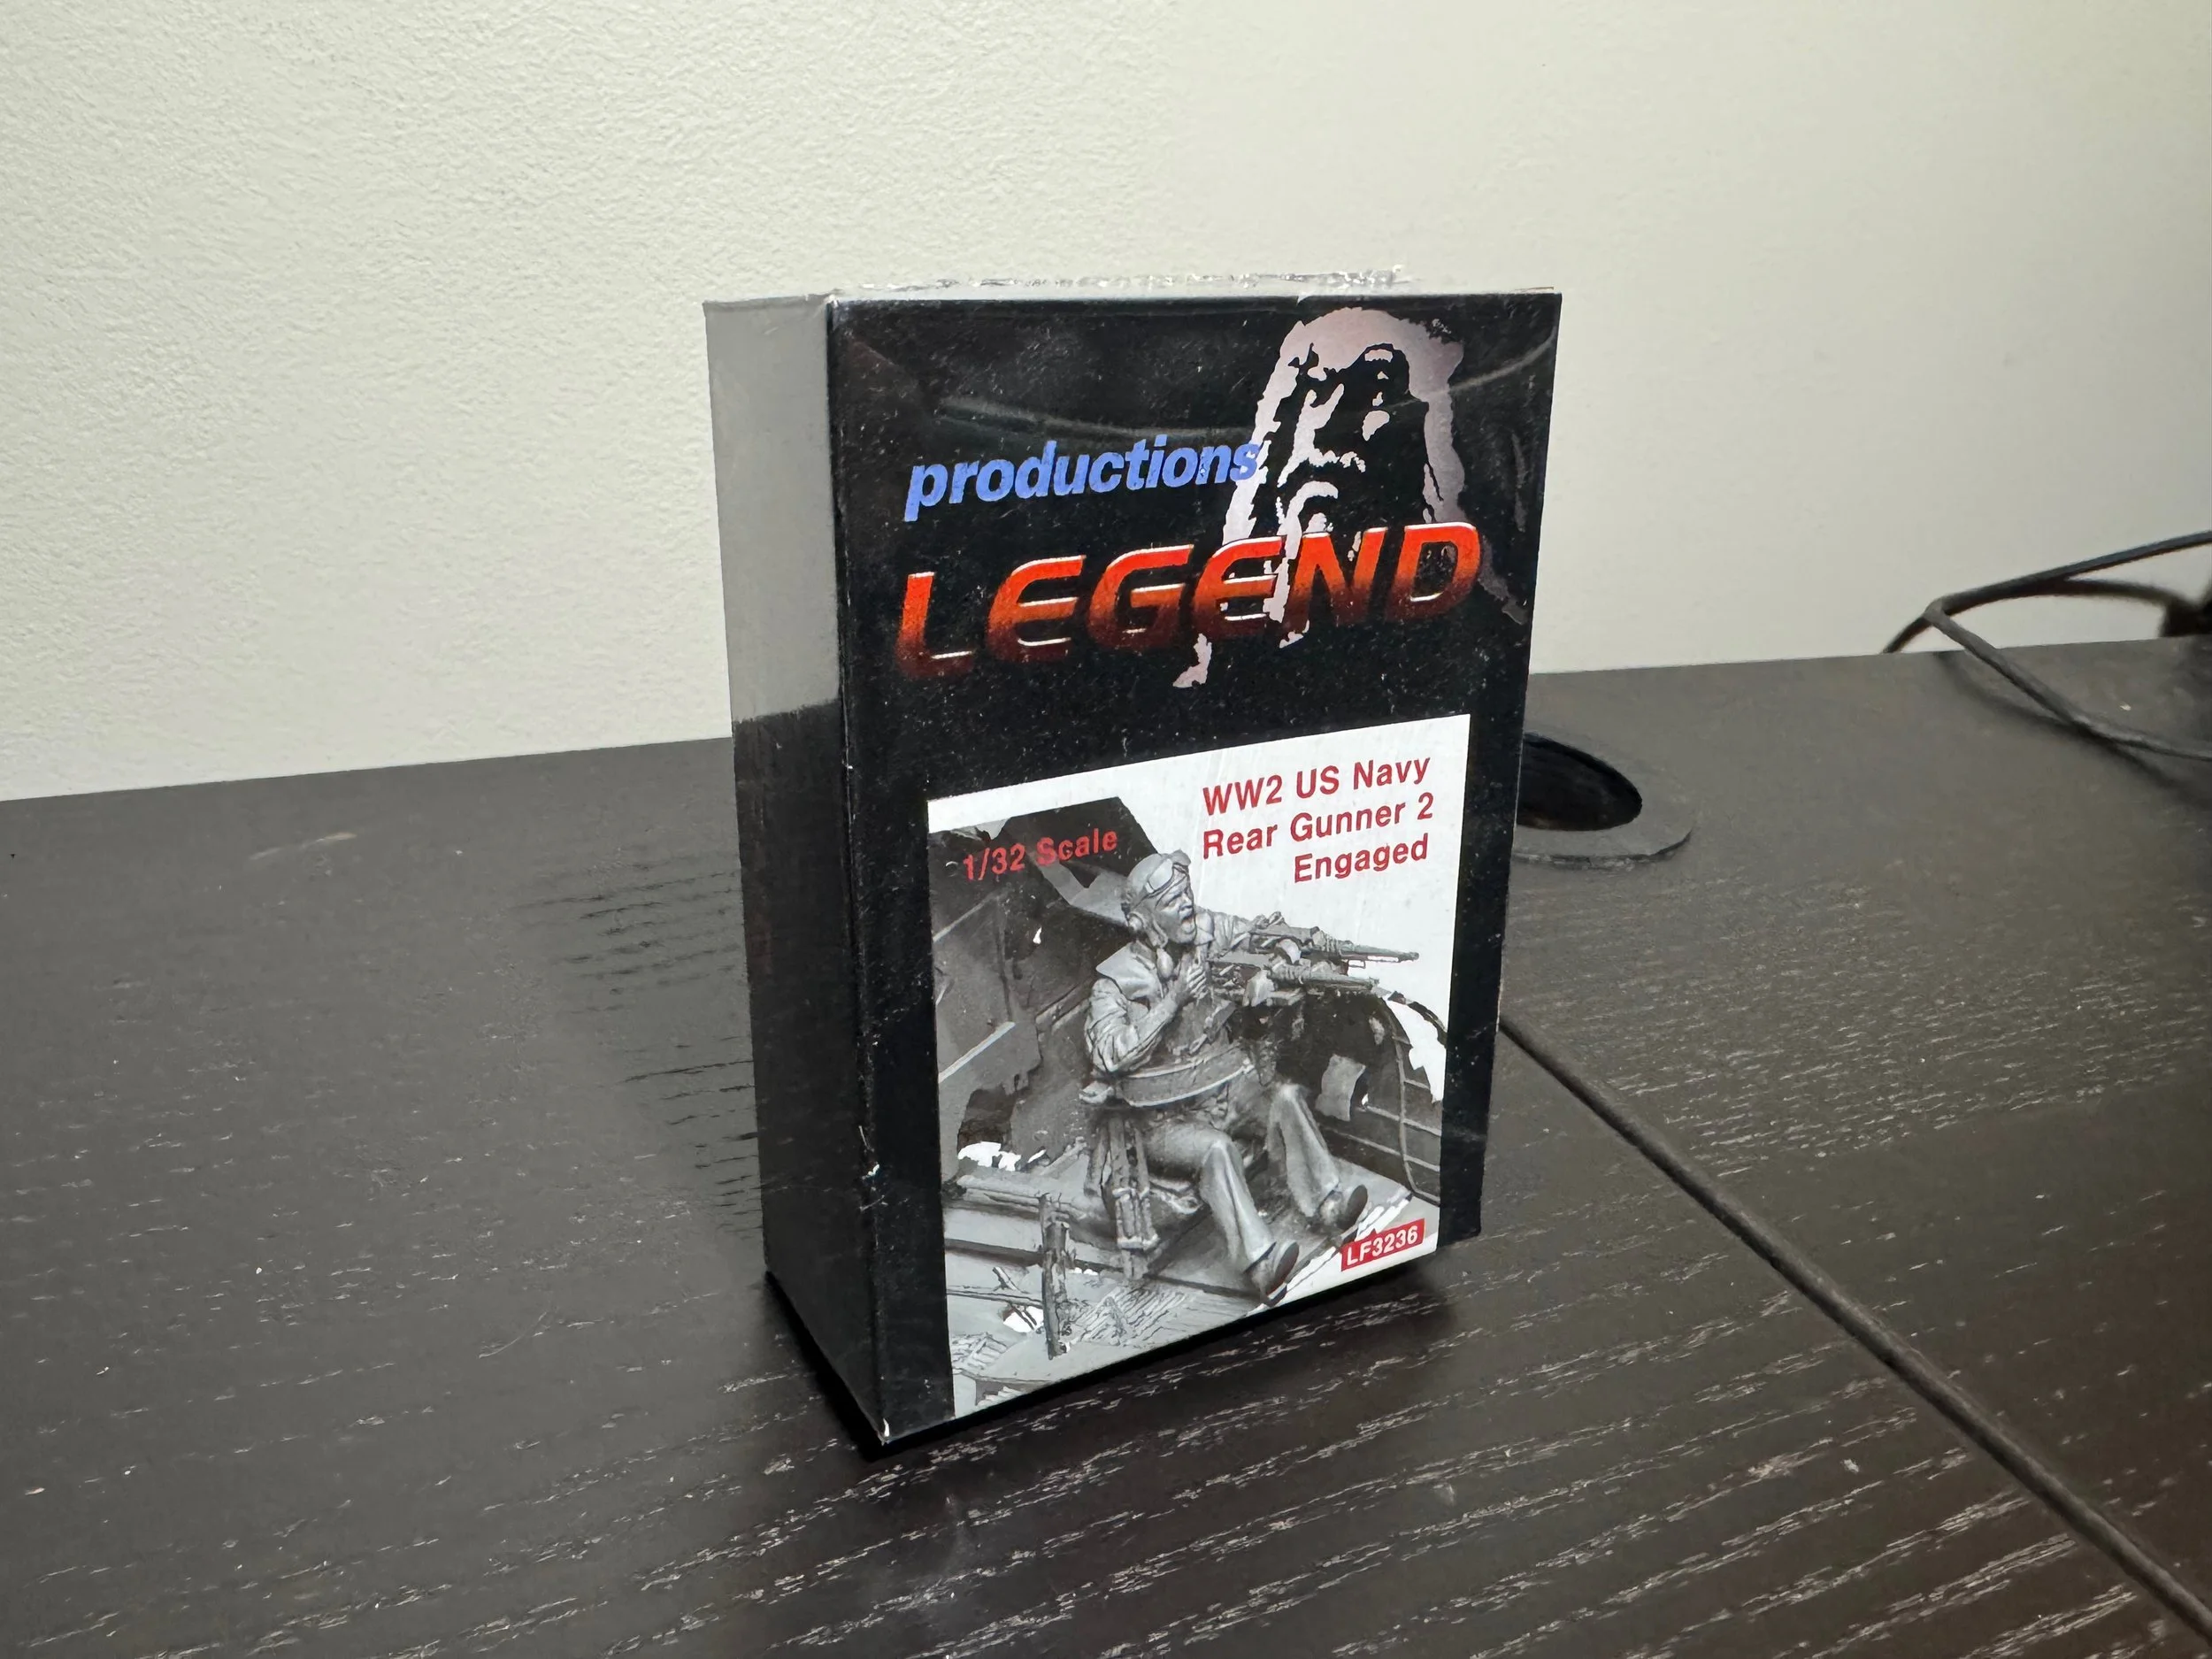 productions
LEGEND
WW2 US Navy
Rear Gunner 2
Engaged
1/32 Scale
LF3236